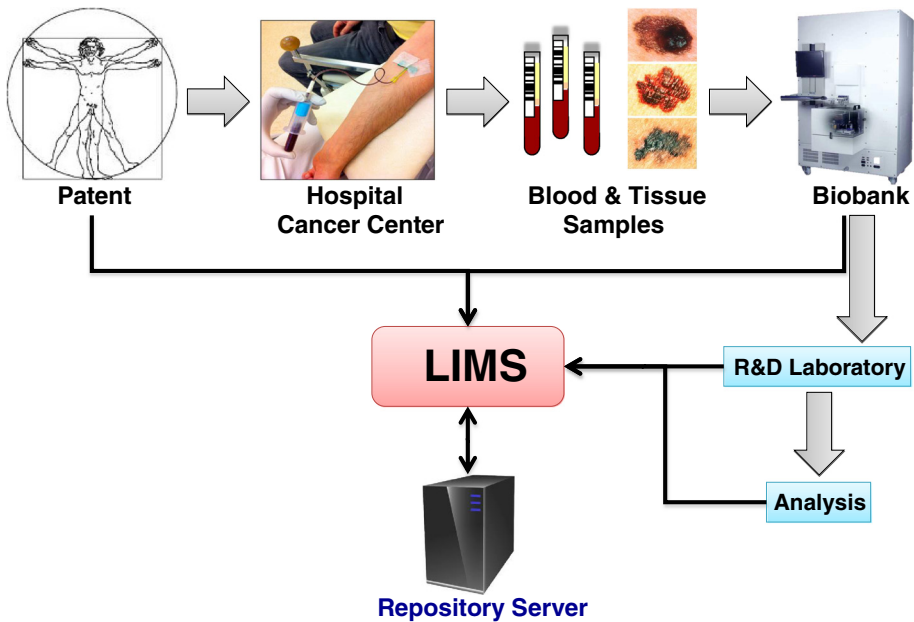 Patent
Hospital
Cancer Center
Blood & Tissue
Samples
Biobank
LIMS
R&D Laboratory
Analysis
Repository Server